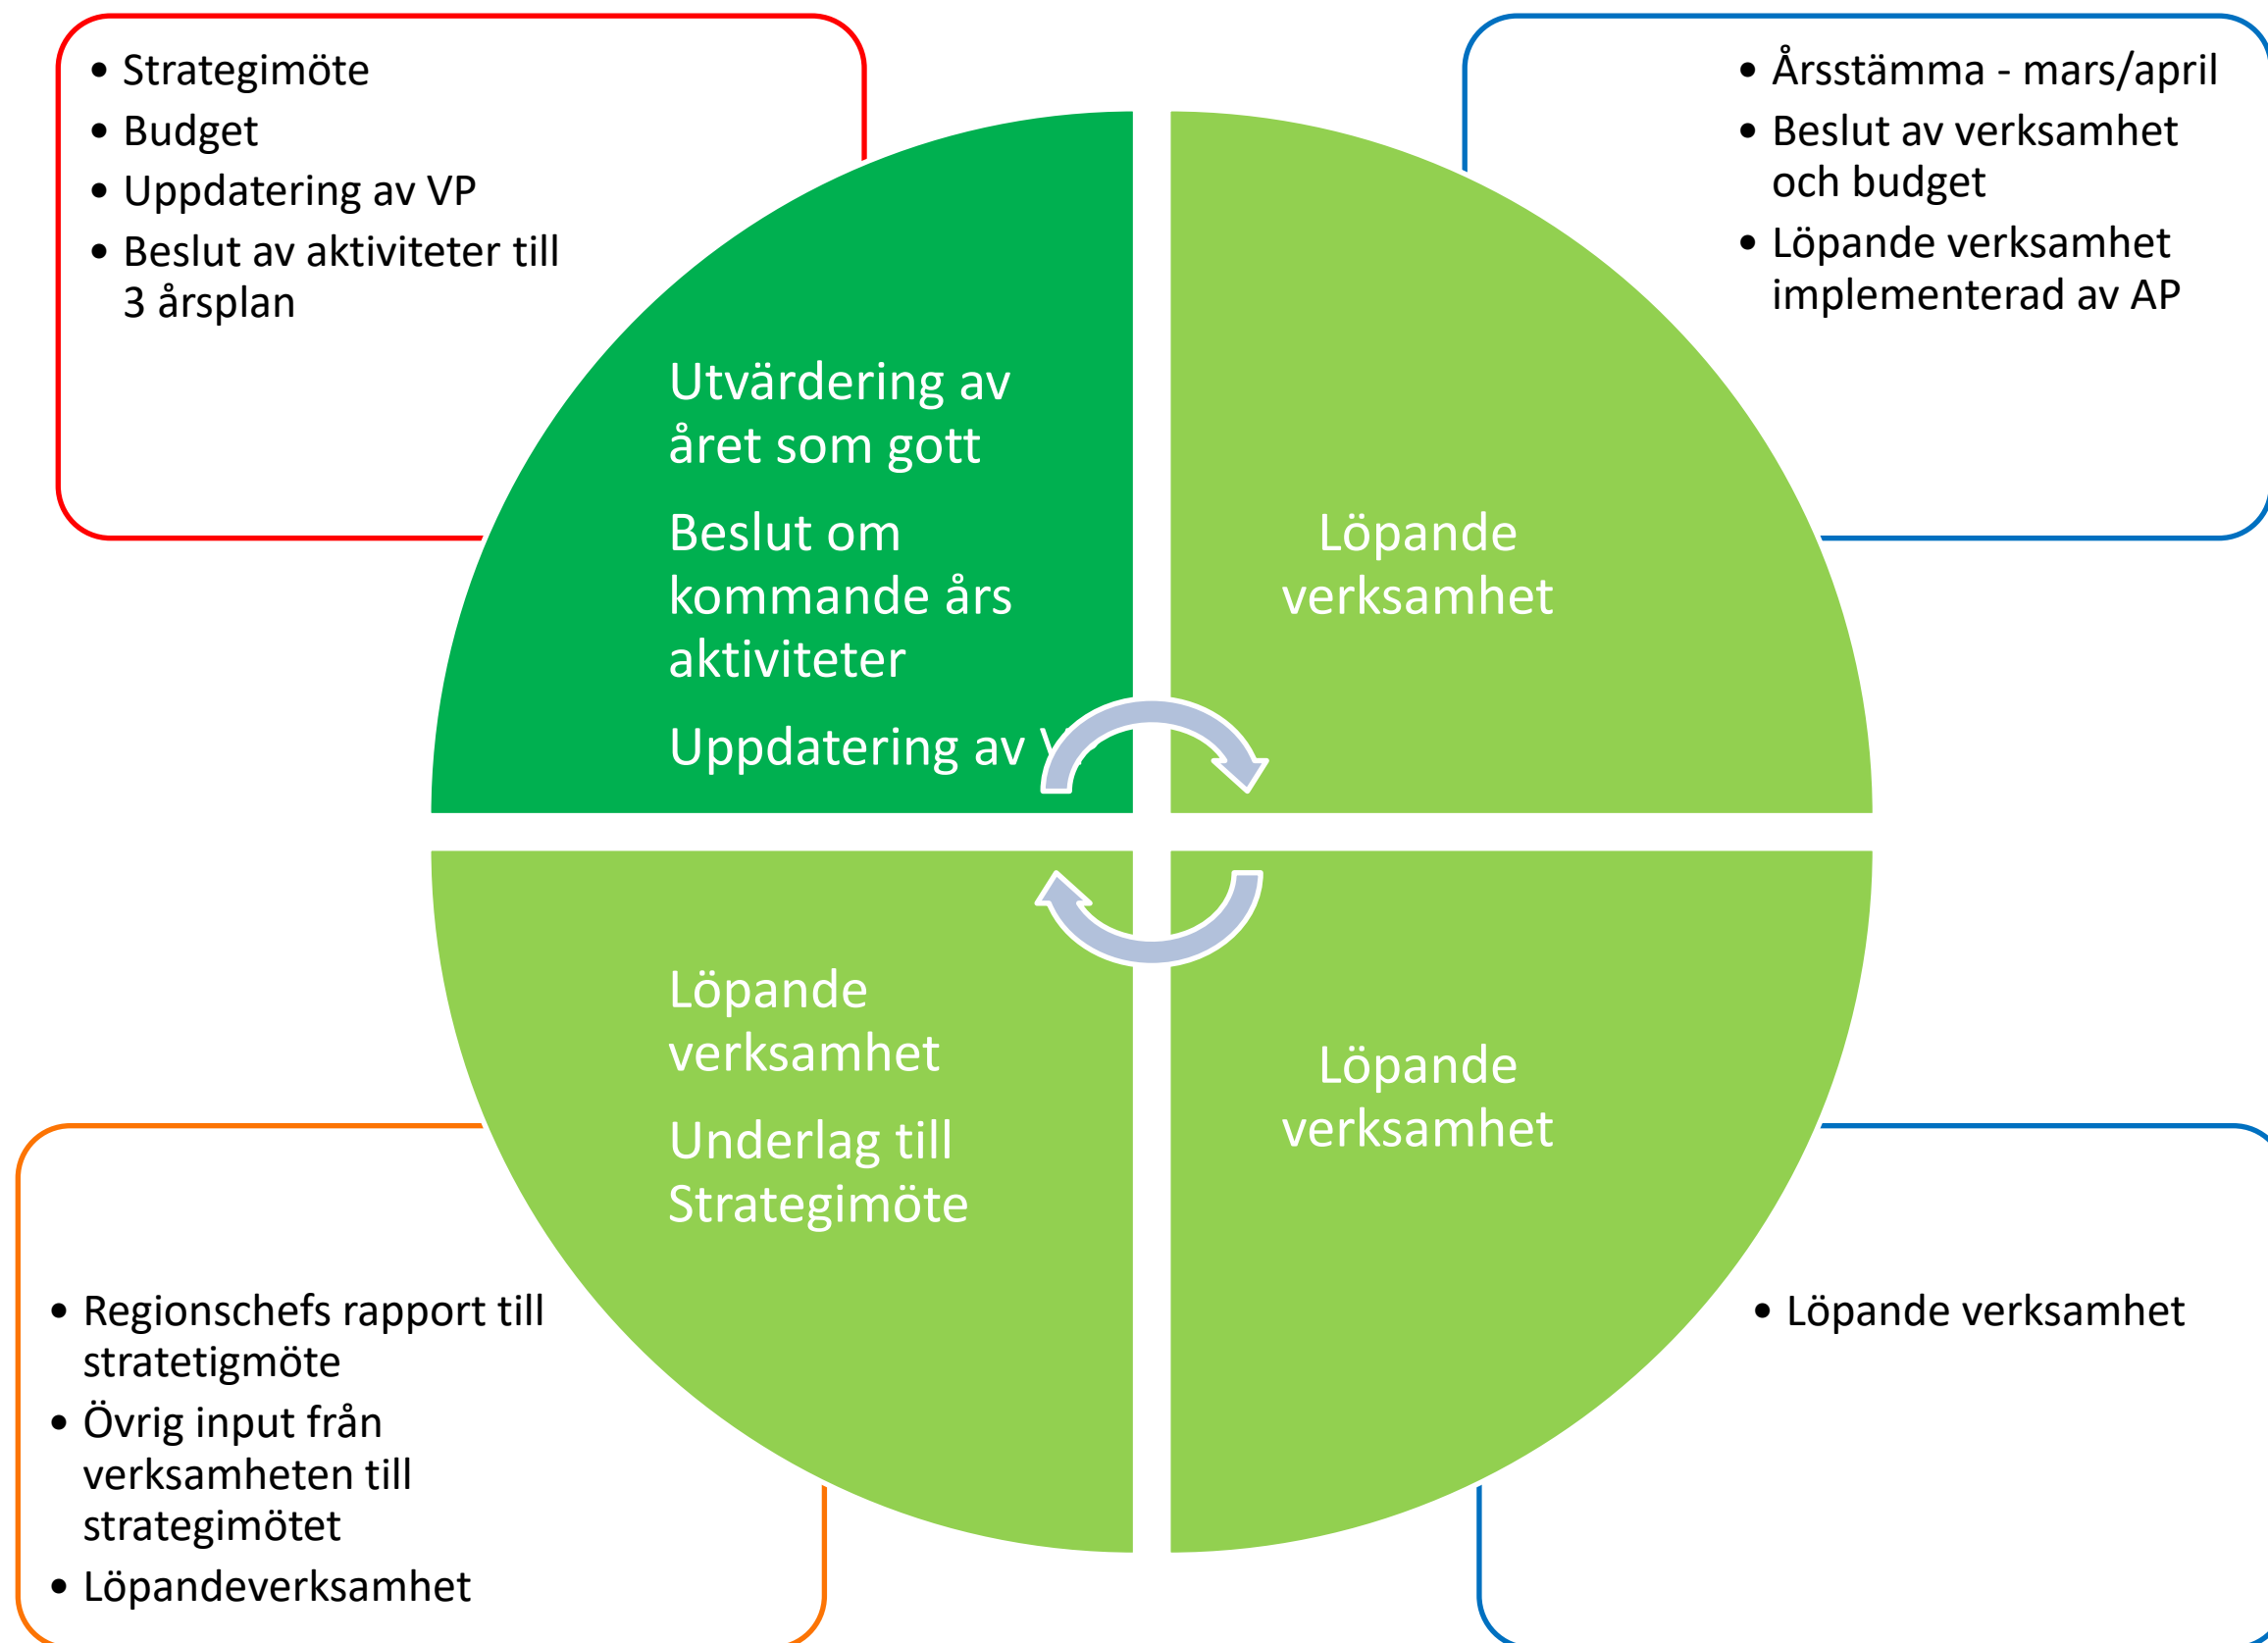 • Strategimöte
• Budget
• Uppdatering av VP
• Beslut av aktiviteter till
3 årsplan
• Årsstämma - mars/april
• Beslut av verksamhet
och budget
• Löpande verksamhet
implementerad av AP
Utvärdering av
året som gott
Beslut om
kommande års
aktiviteter
Uppdatering av
Löpande
verksamhet
Löpande
verksamhet
Underlag till
Strategimöte
Löpande
verksamhet
• Regionschefs rapport till
stratetigmöte
• Övrig input från
verksamheten till
strategimötet
• Löpandeverksamhet
• Löpande verksamhet